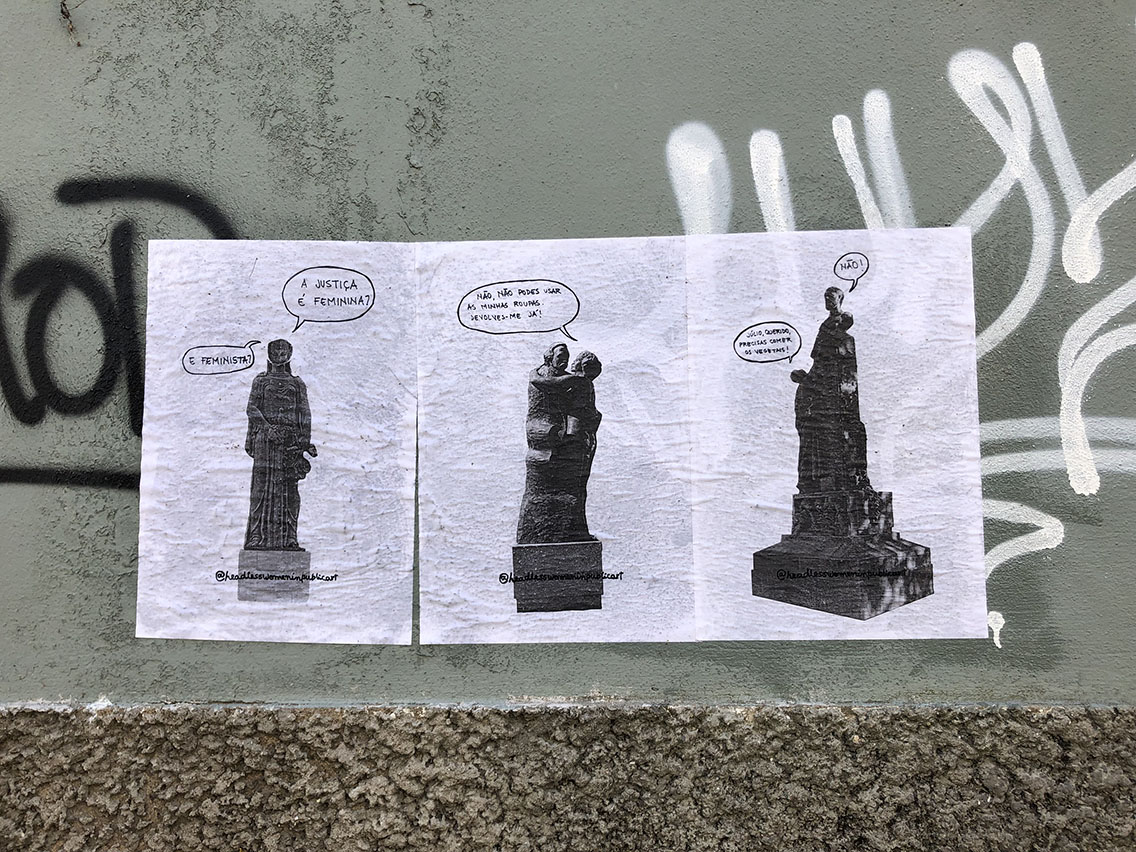 A JUSTIÇA
É FEMININA?
E FEMINISTA?
@headlesswomeninpublicart
NÃO, NÃO PODES USAR
AS MINHAS ROUPAS.
DEVOLVES-ME JÁ!
@headlesswomeninpublicart
NÃO!
JÚLIO, QUERIDO,
PRECISAS COMER
OS VEGETAIS!
@headlesswomeninpublicart